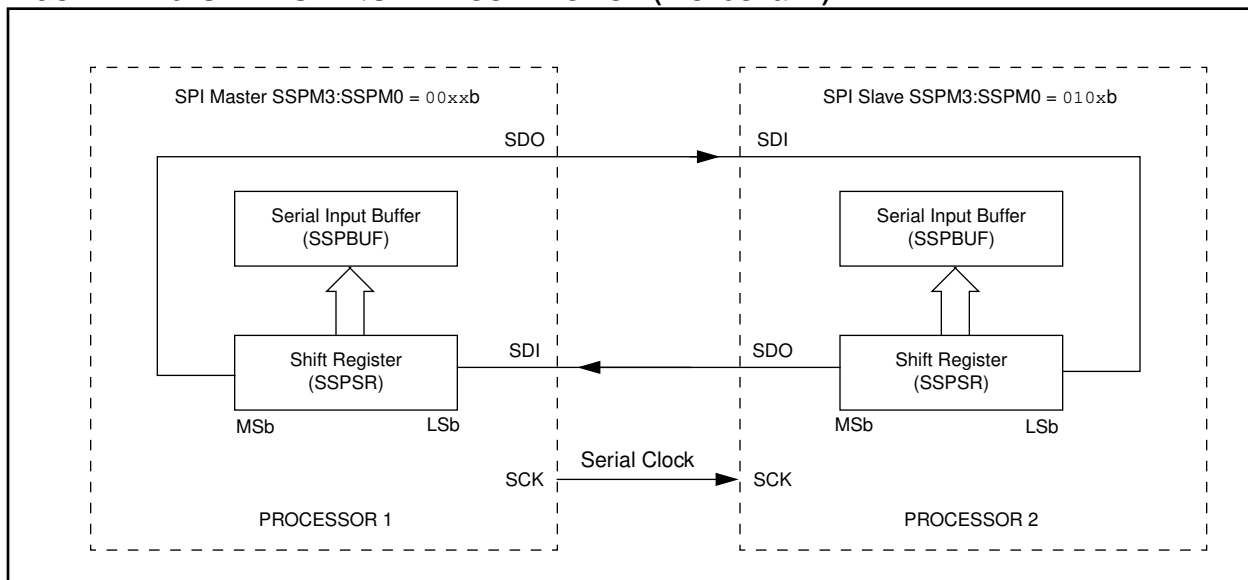 SPI Master SSPM3:SSPM0 = 00xxb
SDO
Serial Input Buffer
(SSPBUF)
Shift Register
(SSPSR)
MSb
LSb
SDI
SCK
PROCESSOR 1
Serial Clock
SPI Slave SSPM3:SSPM0 = 010xb
SDI
Serial Input Buffer
(SSPBUF)
SDO
Shift Register
(SSPSR)
MSb
LSb
SCK
PROCESSOR 2